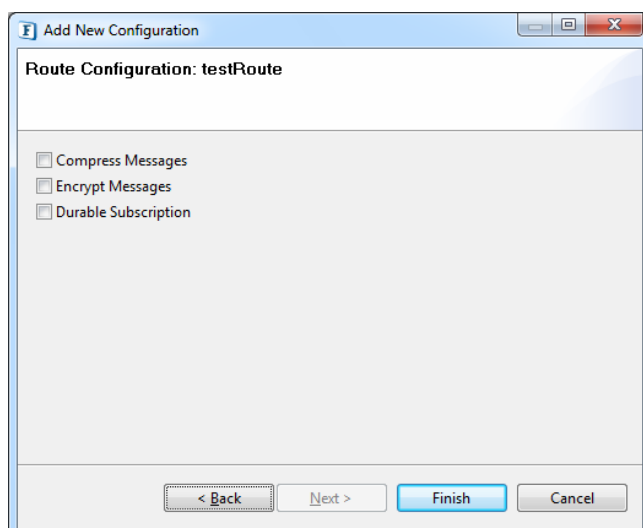 F Add New Configuration
Route Configuration: testRoute
Compress Messages
Encrypt Messages
Durable Subscription
< Back Next > Finish Cancel